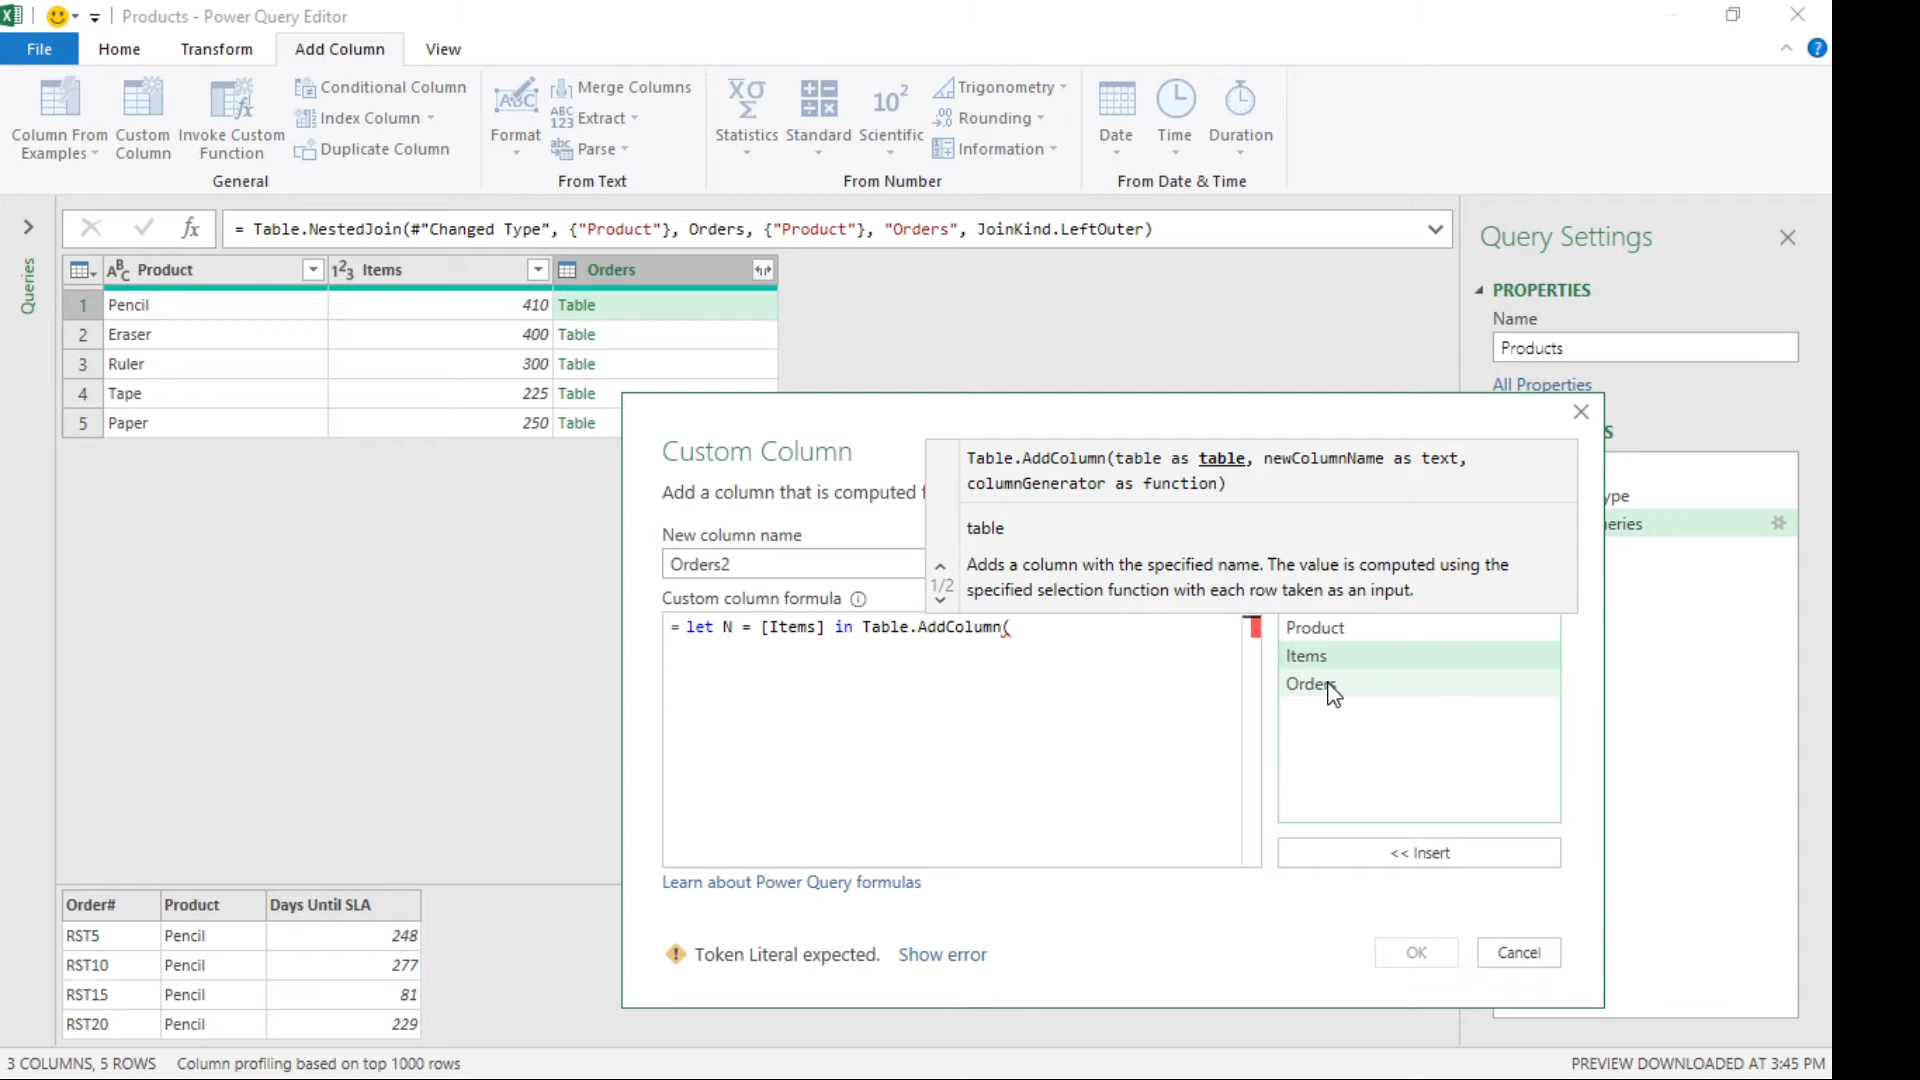 Products - Power Query Editor
File Home Transform Add Column View
Column From Examples
Custom Column
Invoke Custom Function
Conditional Column
Index Column
Duplicate Column
General
Format
Merge Columns
Extract
Parse
From Text
Statistics
Standard
Scientific
Trigonometry
Rounding
Information
From Number
Date
Time
Duration
From Date & Time
= Table.NestedJoin(#"Changed Type", {"Product"}, Orders, {"Product"}, "Orders", JoinKind.LeftOuter)
Queries
Product Items Orders
1 Pencil 410 Table
2 Eraser 400 Table
3 Ruler 300 Table
4 Tape 225 Table
5 Paper 250 Table
Query Settings
PROPERTIES
Name
Products
All Properties
S
ype
eries
Custom Column
Add a column that is computed f
New column name
Orders2
Custom column formula
= let N = [Items] in Table.AddColumn(
Table.AddColumn(table as table, newColumnName as text,
columnGenerator as function)
table
1/2
Adds a column with the specified name. The value is computed using the
specified selection function with each row taken as an input.
Product
Items
Orders
<< Insert
Learn about Power Query formulas
Token Literal expected. Show error
OK Cancel
Order# Product Days Until SLA
RST5 Pencil 248
RST10 Pencil 277
RST15 Pencil 81
RST20 Pencil 229
3 COLUMNS, 5 ROWS Column profiling based on top 1000 rows
PREVIEW DOWNLOADED AT 3:45 PM